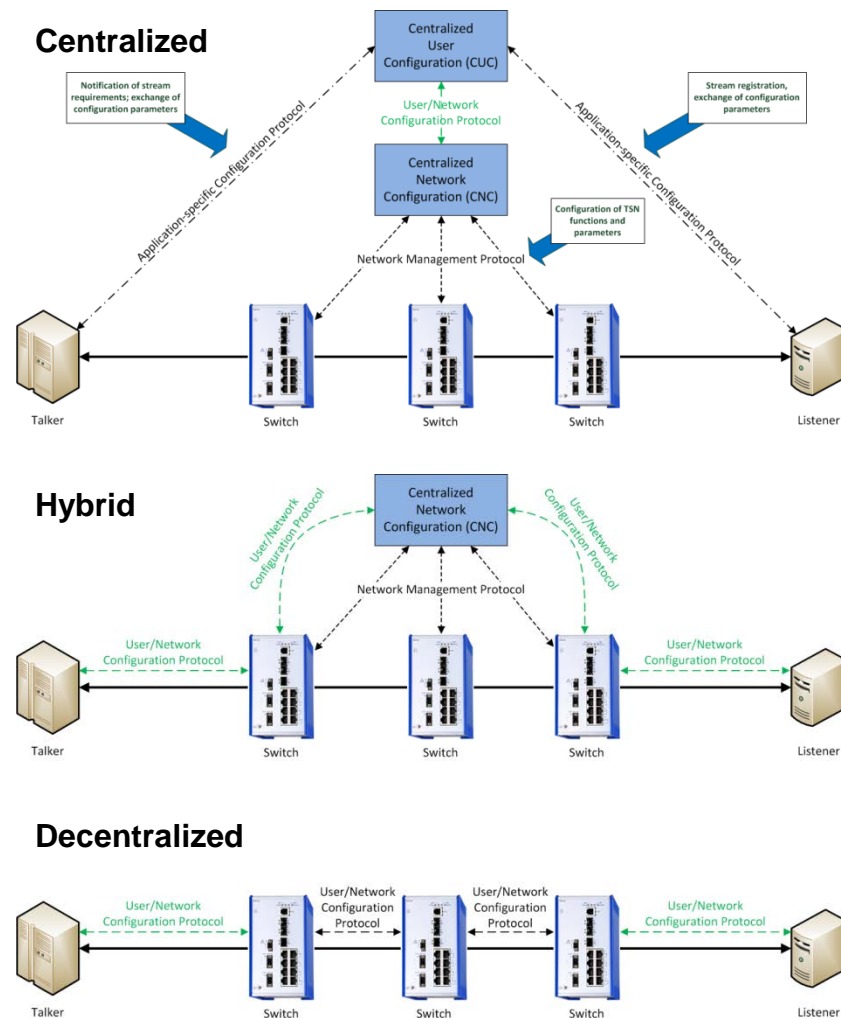 Centralized
Centralized
User
Configuration (CUC)
Notification of stream
requirements; exchange of
configuration parameters
Stream registration,
exchange of configuration
parameters
User/Network
Configuration Protocol
Application-specific Configuration Protocol
Application-specific Configuration Protocol
Centralized
Network
Configuration (CNC)
Configuration of TSN
functions and
parameters
Network Management Protocol
Talker
Switch
Switch
Switch
Listener
Hybrid
Centralized
Network
Configuration (CNC)
User/Network
Configuration Protocol
User/Network
Configuration Protocol
Network Management Protocol
User/Network
Configuration Protocol
User/Network
Configuration Protocol
Talker
Switch
Switch
Switch
Listener
Decentralized
User/Network
Configuration Protocol
User/Network
Configuration
Protocol
User/Network
Configuration
Protocol
User/Network
Configuration Protocol
Talker
Switch
Switch
Switch
Listener